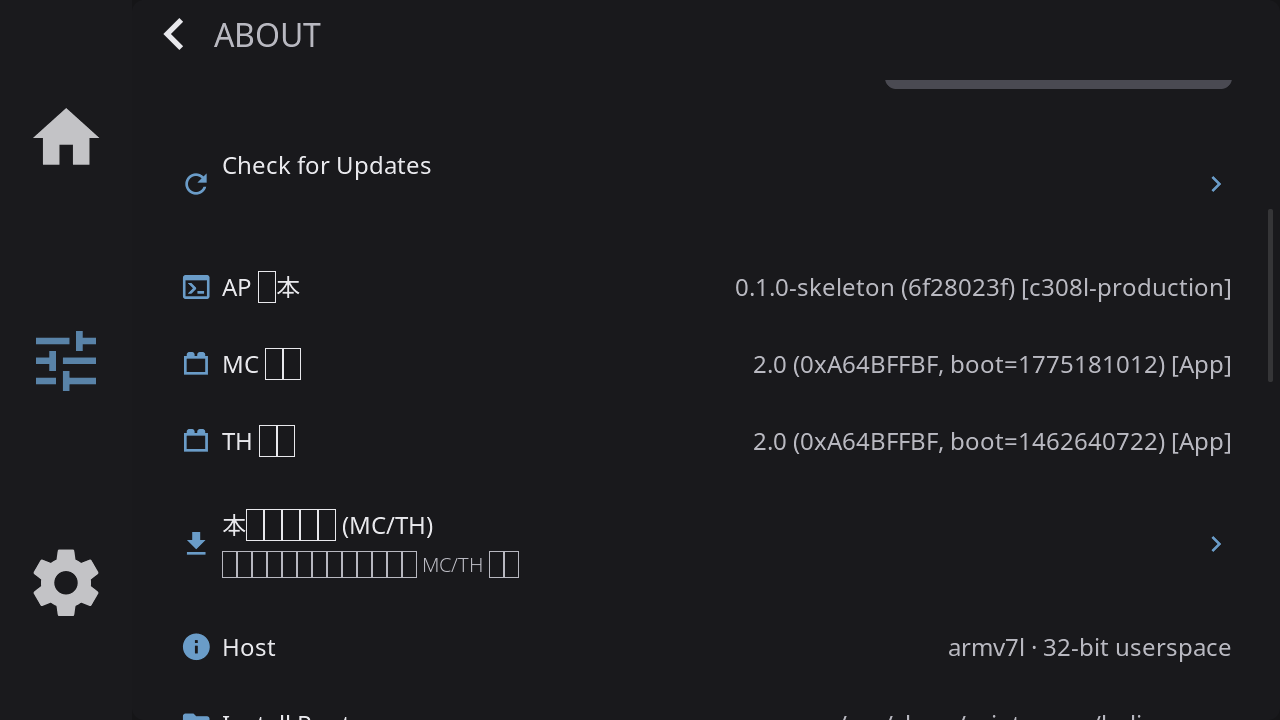 ABOUT
Check for Updates
AP □本
0.1.0-skeleton (6f28023f) [c308l-production]
MC □□
2.0 (0xA64BFFBF, boot=1775181012) [App]
TH □□
2.0 (0xA64BFFBF, boot=1462640722) [App]
本□□□□□ (MC/TH)
□□□□□□□□□□□□□ MC/TH □□
Host
armv7l · 32-bit userspace